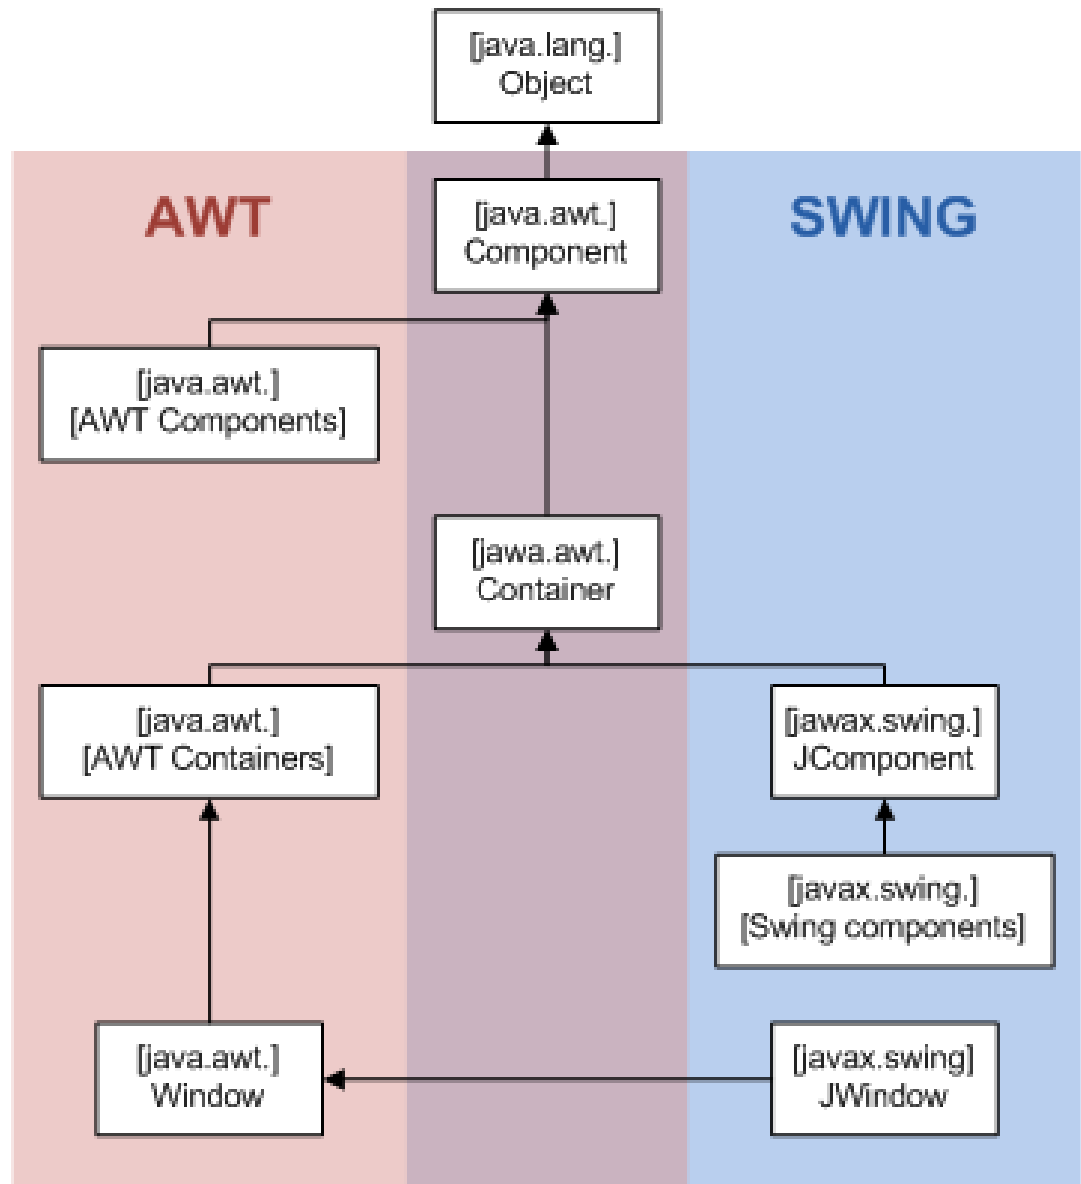 [java.lang.]
Object
AWT
SWING
[java.awt.]
Component
[java.awt.]
[AWT Components]
[jawa.awt.]
Container
[java.awt.]
[AWT Containers]
[jawax.swing.]
JComponent
[javax.swing.]
[Swing components]
[java.awt.]
Window
[javax.swing]
JWindow